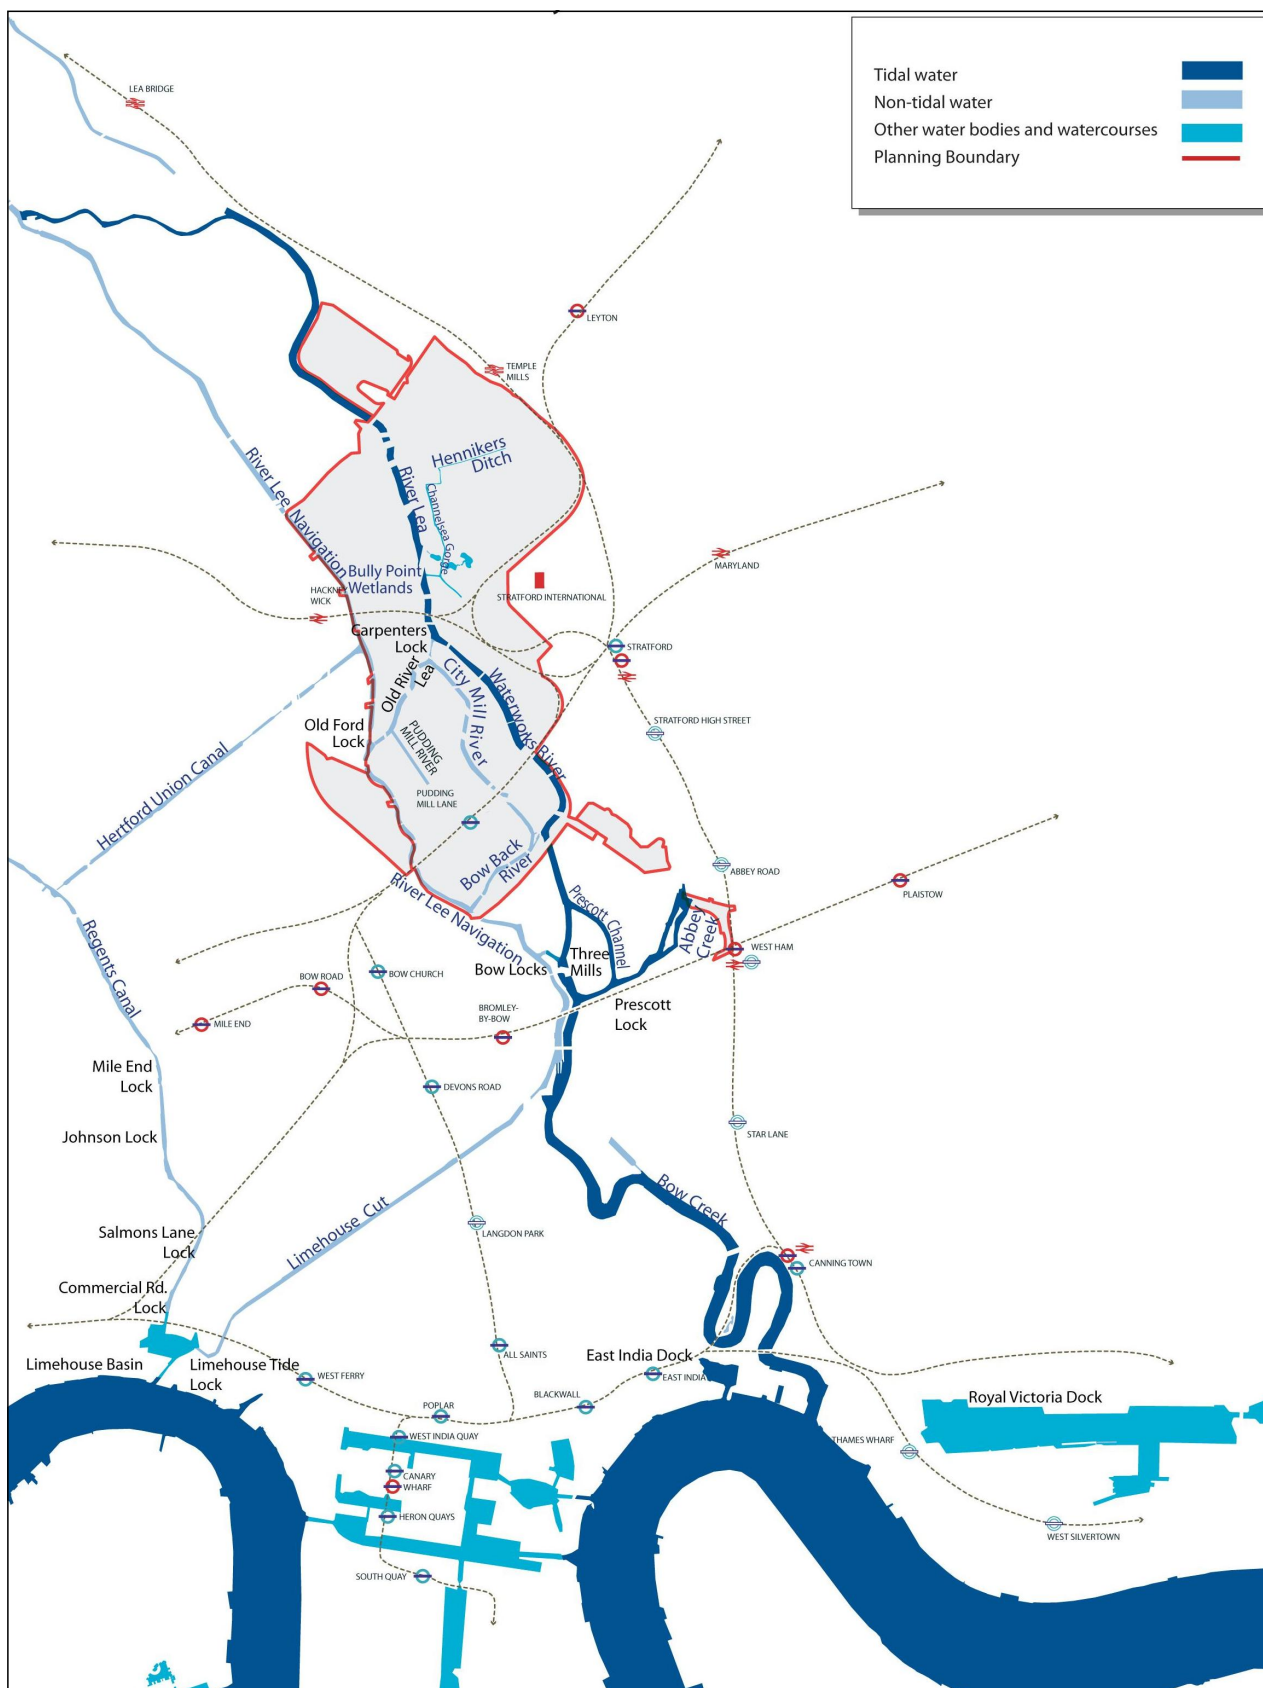 Tidal water
Non-tidal water
Other water bodies and watercourses
Planning Boundary
LEA BRIDGE
LEYTON
TEMPLE
MILLS
Hennikers
Ditch
River Lea
Channelsea Gorge
River Lee Navigation
MARYLAND
Bully Point
Wetlands
HACKNEY
WICK
STRATFORD INTERNATIONAL
Carpenters
Lock
STRATFORD
Old River
Lea
City Mill River
Waterworks River
Old Ford
Lock
PUDDING
MILL RIVER
STRATFORD HIGH STREET
Hertford Union Canal
PUDDING
MILL LANE
Bow Back
River
ABBEY ROAD
PLAISTOW
River Lee Navigation
Prescott Channel
Abbey
Creek
Regents Canal
WEST HAM
Three
Mills
Bow Locks
BOW CHURCH
BOW ROAD
MILE END
BROMLEY-
BY-BOW
Prescott
Lock
Mile End
Lock
DEVONS ROAD
Johnson Lock
STAR LANE
Bow Creek
Limehouse Cut
LANGDON PARK
Salmons Lane
Lock
CANNING TOWN
Commercial Rd.
Lock
Limehouse Basin
Limehouse Tide
Lock
ALL SAINTS
East India Dock
WEST FERRY
EAST INDIA
BLACKWALL
POPLAR
Royal Victoria Dock
WEST INDIA QUAY
THAMES WHARF
CANARY
WHARF
HERON QUAYS
WEST SILVERTOWN
SOUTH QUAY